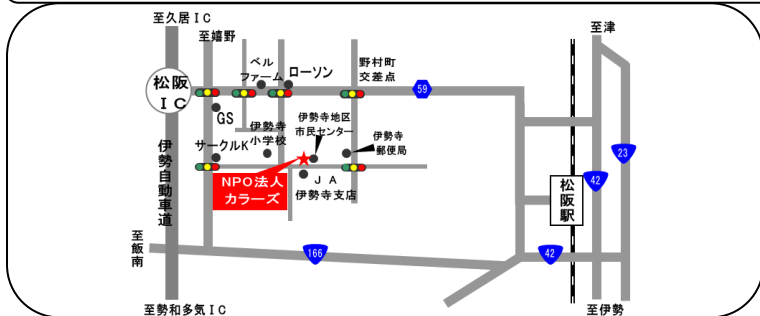 至久居IC
至嬉野
至津
松阪
IC
ベル
ファーム
ローソン
野村町
交差点
59
GS
伊勢寺
小学校
伊勢寺地区
市民センター
伊勢寺
郵便局
サークルK
伊勢自動車道
NPO法人
カラーズ
JA
伊勢寺支店
23
42
松阪駅
至飯南
166
42
至勢和多気IC
至伊勢